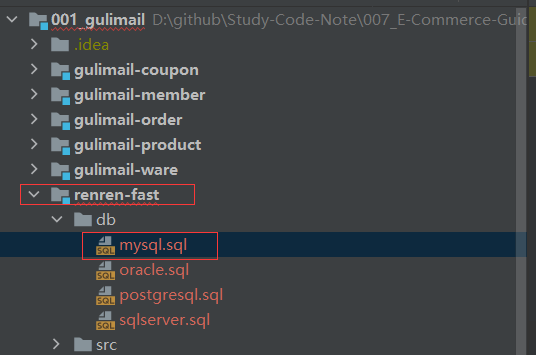 001_gulimail D:\github\Study-Code-Note\007_E-Commerce-Guid
.idea
gulimail-coupon
gulimail-member
gulimail-order
gulimail-product
gulimail-ware
renren-fast
db
SQL mysql.sql
SQL oracle.sql
SQL postgresql.sql
SQL sqlserver.sql
src